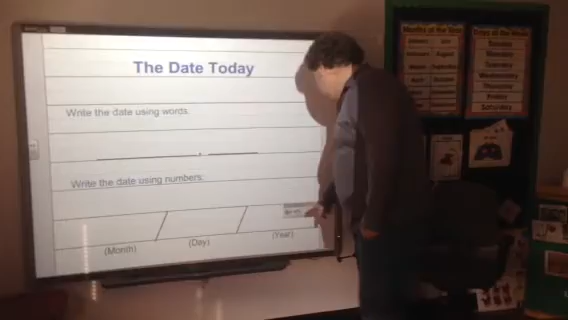 The Date Today
Write the date using words.
Write the date using numbers:
(Month)
(Day)
(Year)
Months of the Year
Days of the Week
August
Sunday
Tuesday
Wednesday
Thursday
Friday
Saturday